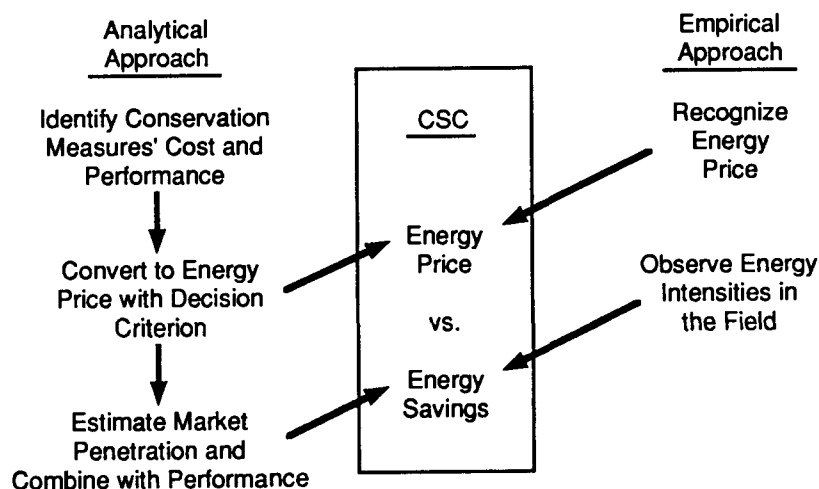 Analytical
Approach
Identify Conservation
Measures' Cost and
Performance
Convert to Energy
Price with Decision
Criterion
Estimate Market
Penetration and
Combine with Performance
CSC
Energy
Price
vs.
Energy
Savings
Empirical
Approach
Recognize
Energy
Price
Observe Energy
Intensities in
the Field